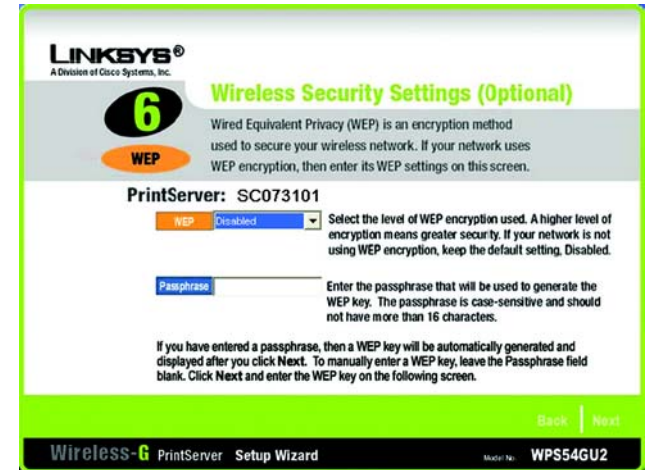 LINKSYS®
A Division of Cisco Systems, Inc.
6
WEP
Wireless Security Settings (Optional)
Wired Equivalent Privacy (WEP) is an encryption method
used to secure your wireless network. If your network uses
WEP encryption, then enter its WEP settings on this screen.
PrintServer: SC073101
WEP Disabled
Select the level of WEP encryption used. A higher level of
encryption means greater security. If your network is not
using WEP encryption, keep the default setting, Disabled.
Passphrase
Enter the passphrase that will be used to generate the
WEP key. The passphrase is case-sensitive and should
not have more than 16 characters.
If you have entered a passphrase, then a WEP key will be automatically generated and
displayed after you click Next. To manually enter a WEP key, leave the Passphrase field
blank. Click Next and enter the WEP key on the following screen.
Back | Next
Wireless-G PrintServer Setup Wizard Model No. WPS54GU2